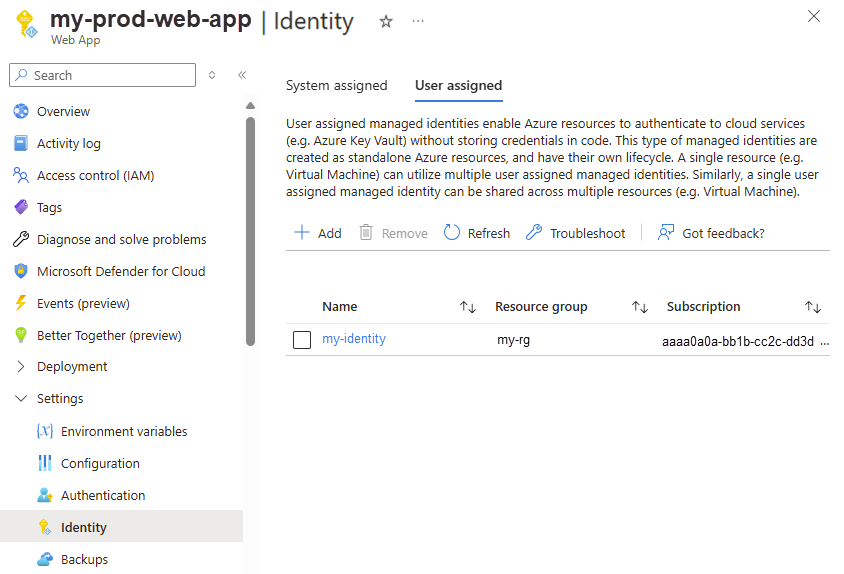 my-prod-web-app | Identity ☆ ...
Web App
Search
Overview
Activity log
Access control (IAM)
Tags
Diagnose and solve problems
Microsoft Defender for Cloud
Events (preview)
Better Together (preview)
Deployment
Settings
Environment variables
Configuration
Authentication
Identity
Backups
System assigned User assigned
User assigned managed identities enable Azure resources to authenticate to cloud services
(e.g. Azure Key Vault) without storing credentials in code. This type of managed identities are
created as standalone Azure resources, and have their own lifecycle. A single resource (e.g.
Virtual Machine) can utilize multiple user assigned managed identities. Similarly, a single user
assigned managed identity can be shared across multiple resources (e.g. Virtual Machine).
Add Remove Refresh Troubleshoot Got feedback?
Name Resource group Subscription
my-identity my-rg aaaa0a0a-bb1b-cc2c-dd3d ...